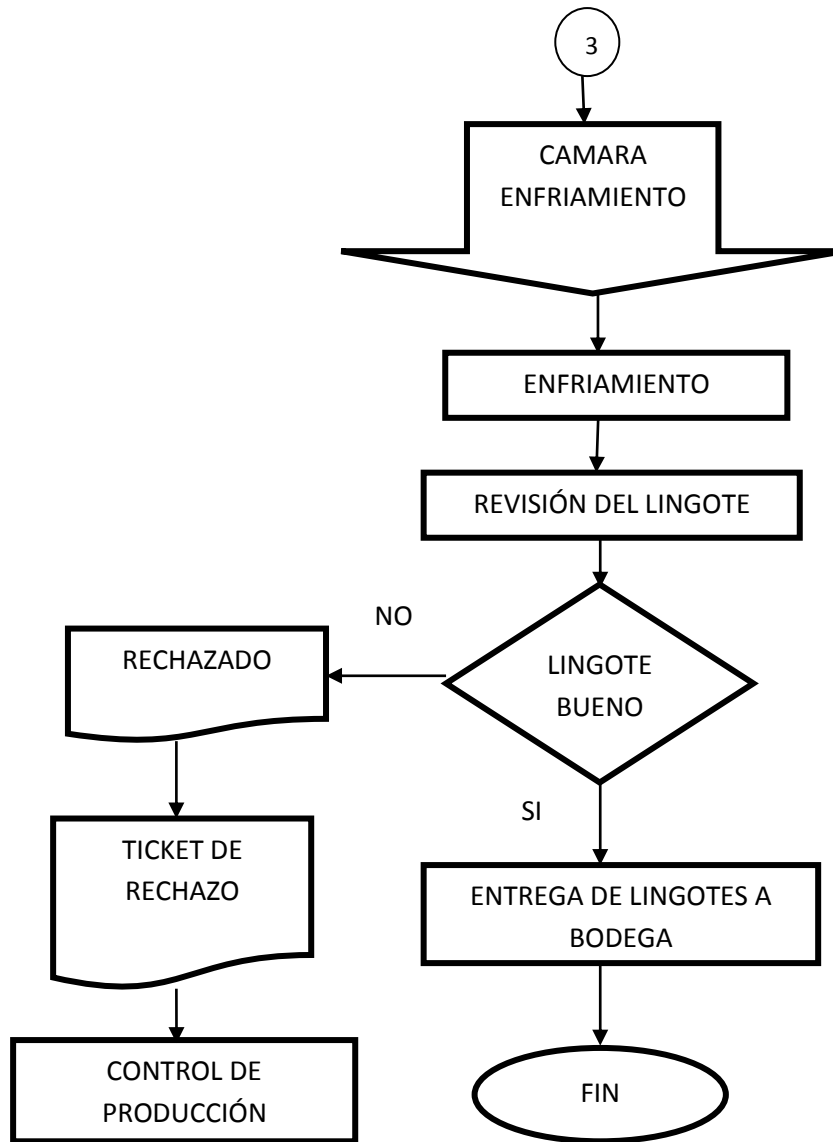 3
CAMARA
ENFRIAMIENTO
ENFRIAMIENTO
REVISIÓN DEL LINGOTE
NO
RECHAZADO
LINGOTE
BUENO
SI
TICKET DE
RECHAZO
ENTREGA DE LINGOTES A
BODEGA
CONTROL DE
PRODUCCIÓN
FIN